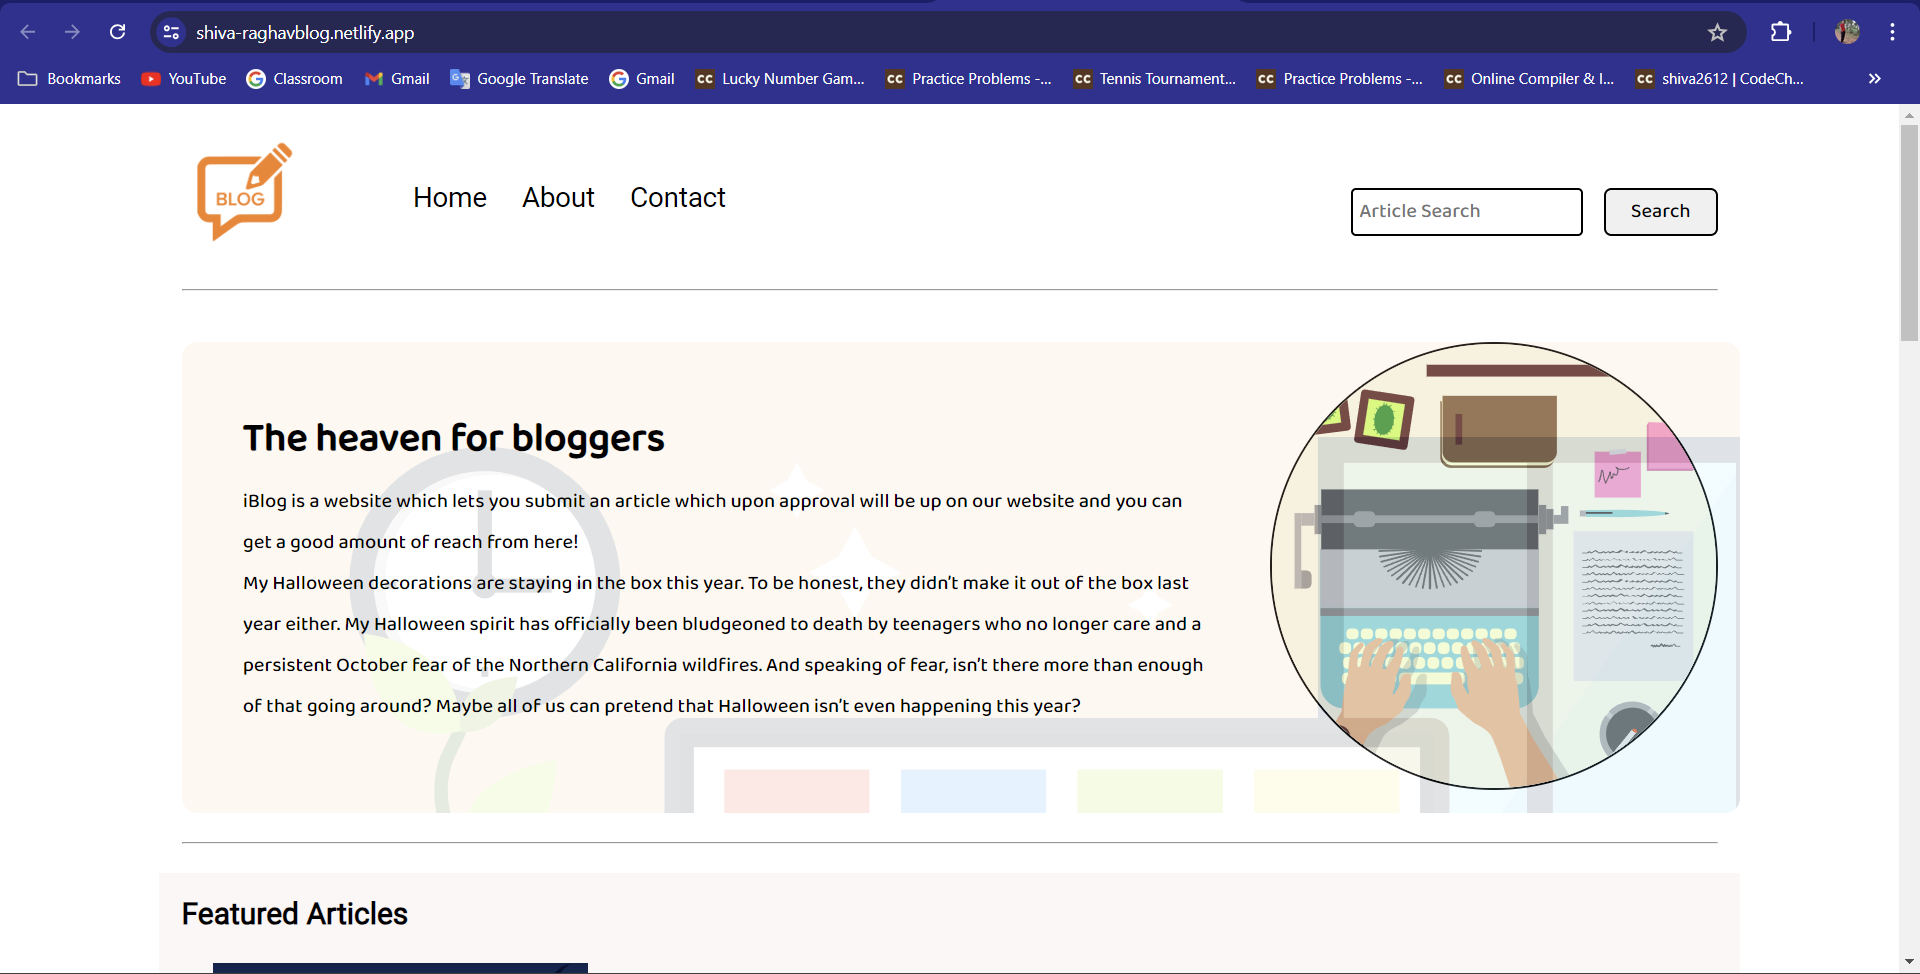 shiva-raghavblog.netlify.app
Bookmarks YouTube Classroom Gmail Google Translate Gmail Lucky Number Gam... Practice Problems -... Tennis Tournament... Practice Problems -... Online Compiler & I... shiva2612 | CodeCh...
BLOG
Home About Contact
Article Search Search
The heaven for bloggers
iBlog is a website which lets you submit an article which upon approval will be up on our website and you can
get a good amount of reach from here!
My Halloween decorations are staying in the box this year. To be honest, they didn't make it out of the box last
year either. My Halloween spirit has officially been bludgeoned to death by teenagers who no longer care and a
persistent October fear of the Northern California wildfires. And speaking of fear, isn't there more than enough
of that going around? Maybe all of us can pretend that Halloween isn't even happening this year?
Featured Articles